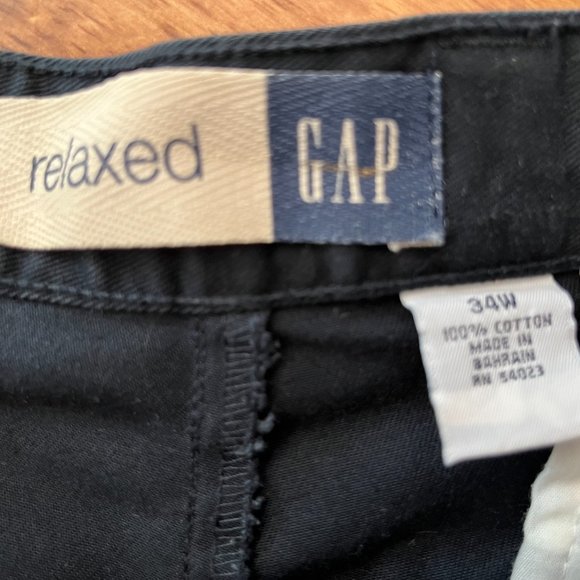 relaxed
GAP
34W
100% COTTON
MADE IN
BAHRAIN
RN 54023